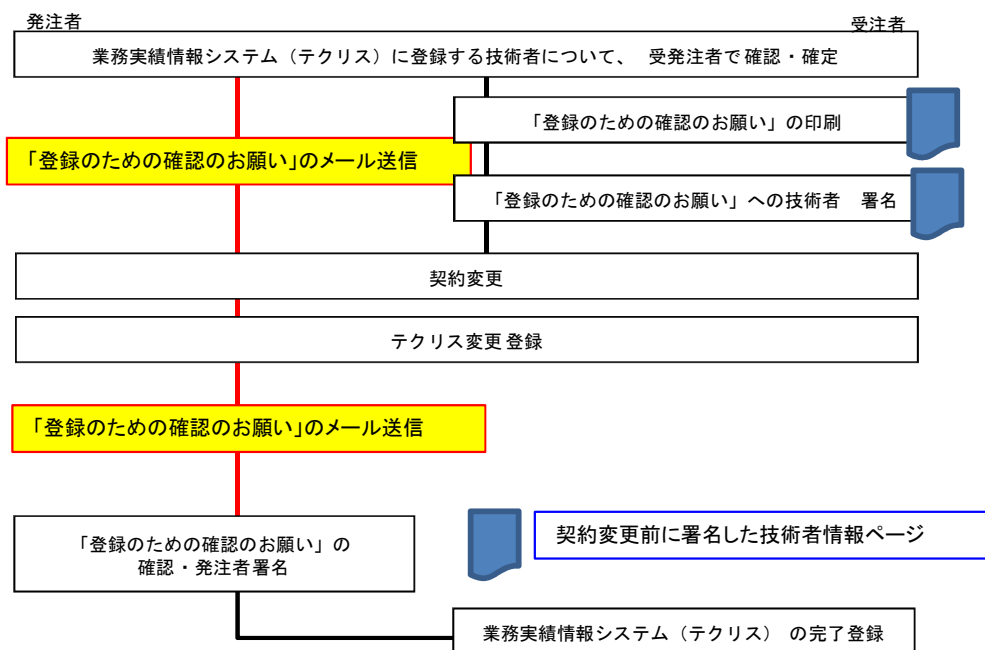 発注者
受注者
業務実績情報システム（テクリス）に登録する技術者について、 受発注者で確認・確定
「登録のための確認のお願い」の印刷
「登録のための確認のお願い」のメール送信
「登録のための確認のお願い」への技術者 署名
契約変更
テクリス変更登録
「登録のための確認のお願い」のメール送信
「登録のための確認のお願い」の
確認・発注者署名
契約変更前に署名した技術者情報ページ
業務実績情報システム（テクリス） の完了登録